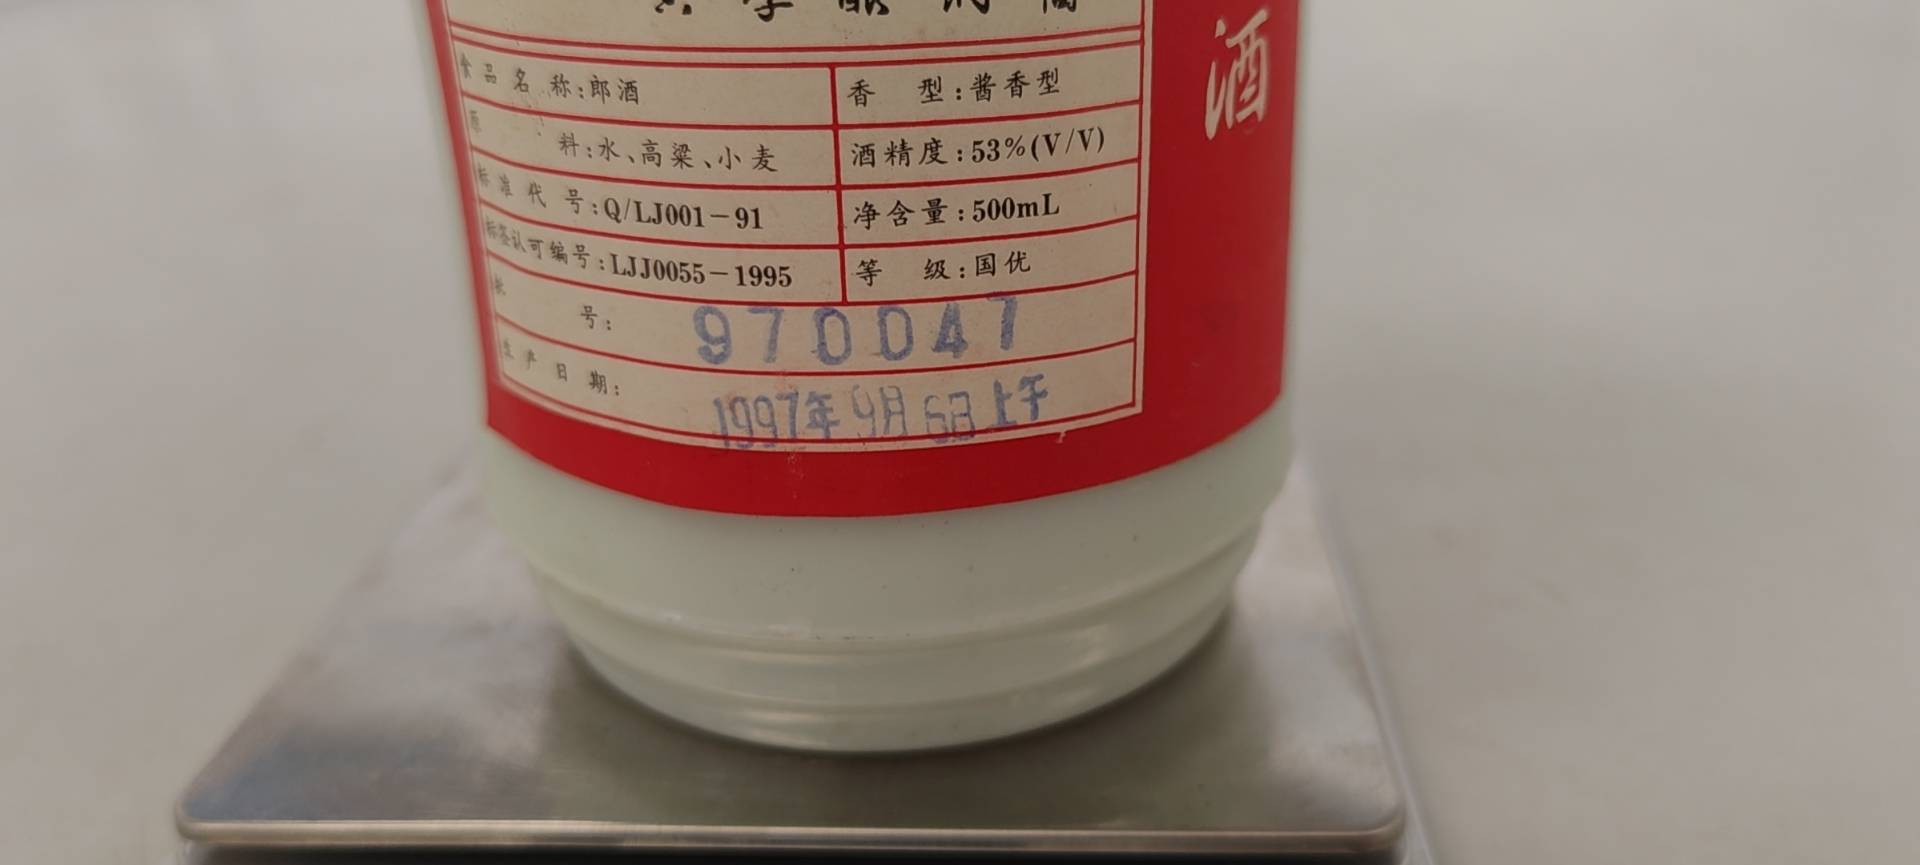 酒
食品名称:郎酒
香型:酱香型
原料:水、高粱、小麦
酒精度:53%(V/V)
标准代号:Q/LJ001-91
净含量:500mL
标签认可编号:LJJ0055-1995
等级:国优
批号:970047
生产日期:1997年9月6日上午